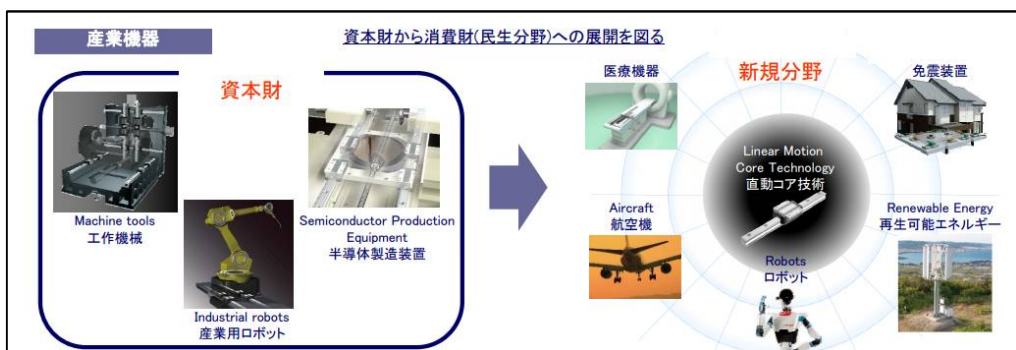 産業機器
資本財から消費財(民生分野)への展開を図る
資本財
Machine tools
工作機械
Industrial robots
産業用ロボット
Semiconductor Production
Equipment
半導体製造装置
新規分野
医療機器
免震装置
Linear Motion
Core Technology
直動コア技術
Aircraft
航空機
Renewable Energy
再生可能エネルギー
Robots
ロボット